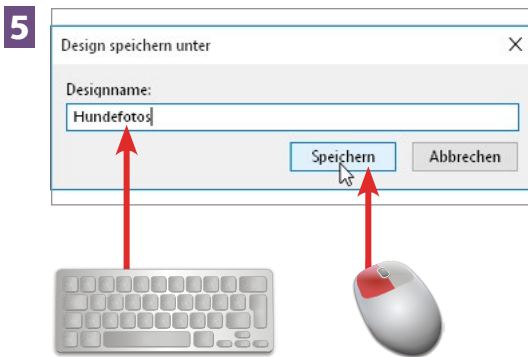 5
Design speichern unter
Designname:
Hundefotos
Speichern Abbrechen